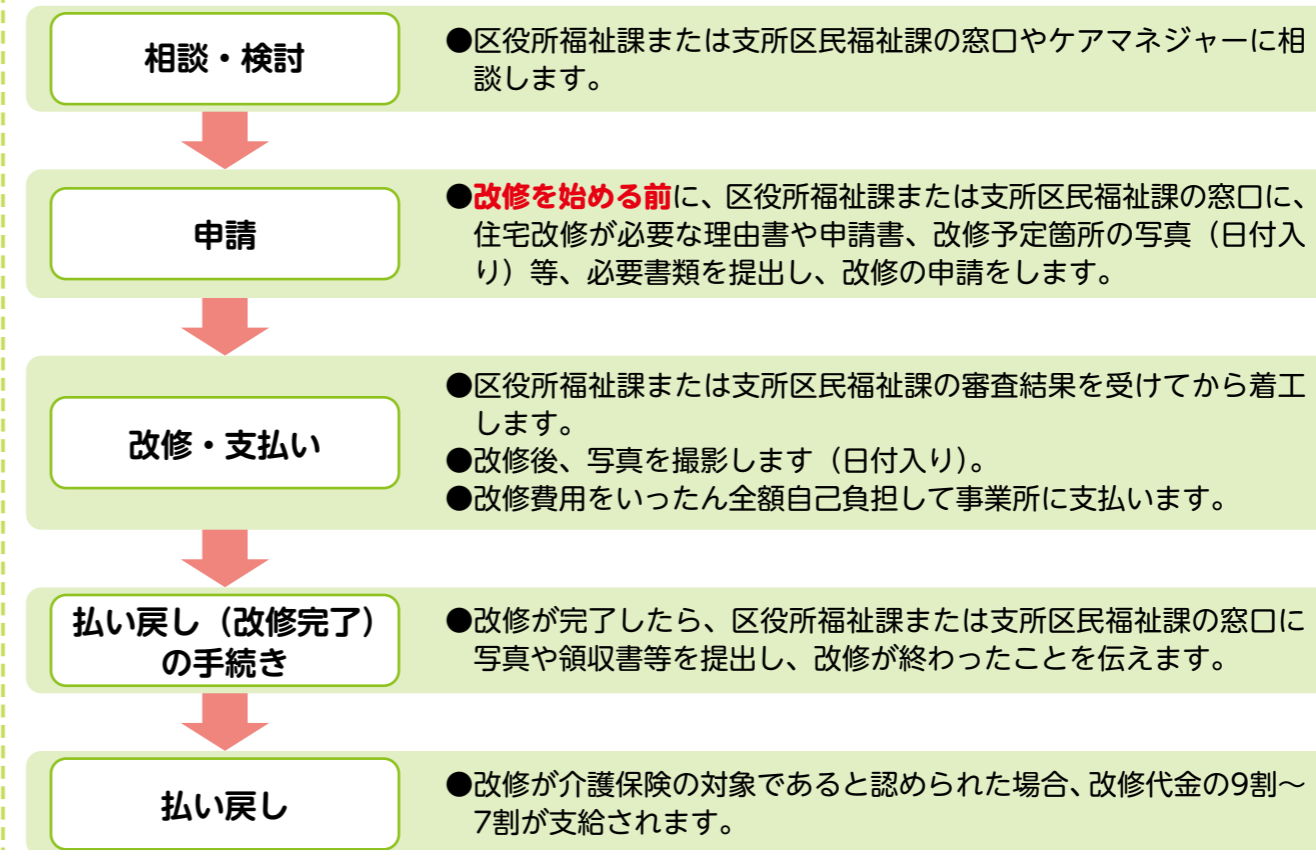 相談・検討
●区役所福祉課または支所区民福祉課の窓口やケアマネジャーに相
談します。
申請
●改修を始める前に、区役所福祉課または支所区民福祉課の窓口に、
住宅改修が必要な理由書や申請書、改修予定箇所の写真（日付入
り）等、必要書類を提出し、改修の申請をします。
改修・支払い
●区役所福祉課または支所区民福祉課の審査結果を受けてから着工
します。
●改修後、写真を撮影します（日付入り）。
●改修費用をいったん全額自己負担して事業所に支払います。
払い戻し（改修完了）
の手続き
●改修が完了したら、区役所福祉課または支所区民福祉課の窓口に
写真や領収書等を提出し、改修が終わったことを伝えます。
払い戻し
●改修が介護保険の対象であると認められた場合、改修代金の9割～
7割が支給されます。